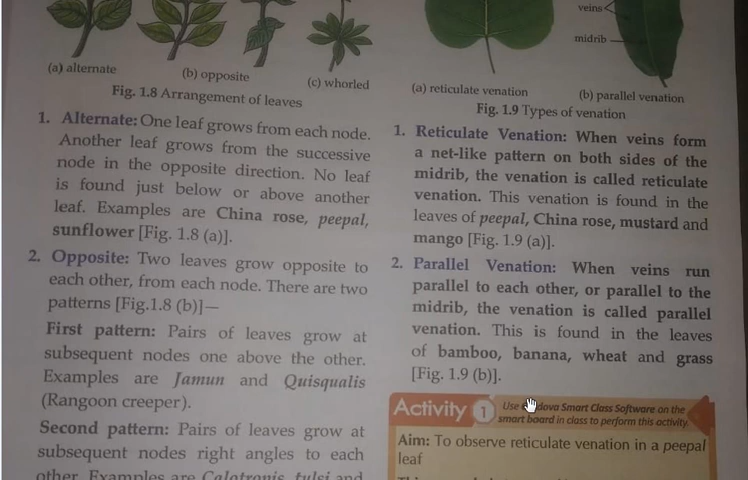 (a) alternate
(b) opposite
(c) whorled
Fig. 1.8 Arrangement of leaves
1. Alternate: One leaf grows from each node.
Another leaf grows from the successive
node in the opposite direction. No leaf
is found just below or above another
leaf. Examples are China rose, peepal,
sunflower [Fig. 1.8 (a)].
2. Opposite: Two leaves grow opposite to
each other, from each node. There are two
patterns [Fig.1.8 (b)]—
First pattern: Pairs of leaves grow at
subsequent nodes one above the other.
Examples are Jamun and Quisqualis
(Rangoon creeper).
Second pattern: Pairs of leaves grow at
subsequent nodes right angles to each
other. Examples are Calotropis, tulsi and
veins
midrib
(a) reticulate venation
(b) parallel venation
Fig. 1.9 Types of venation
1. Reticulate Venation: When veins form
a net-like pattern on both sides of the
midrib, the venation is called reticulate
venation. This venation is found in the
leaves of peepal, China rose, mustard and
mango [Fig. 1.9 (a)].
2. Parallel Venation: When veins run
parallel to each other, or parallel to the
midrib, the venation is called parallel
venation. This is found in the leaves
of bamboo, banana, wheat and grass
[Fig. 1.9 (b)].
Activity 1
Use Smart Class Software on the
smart board in class to perform this activity.
Aim: To observe reticulate venation in a peepal
leaf